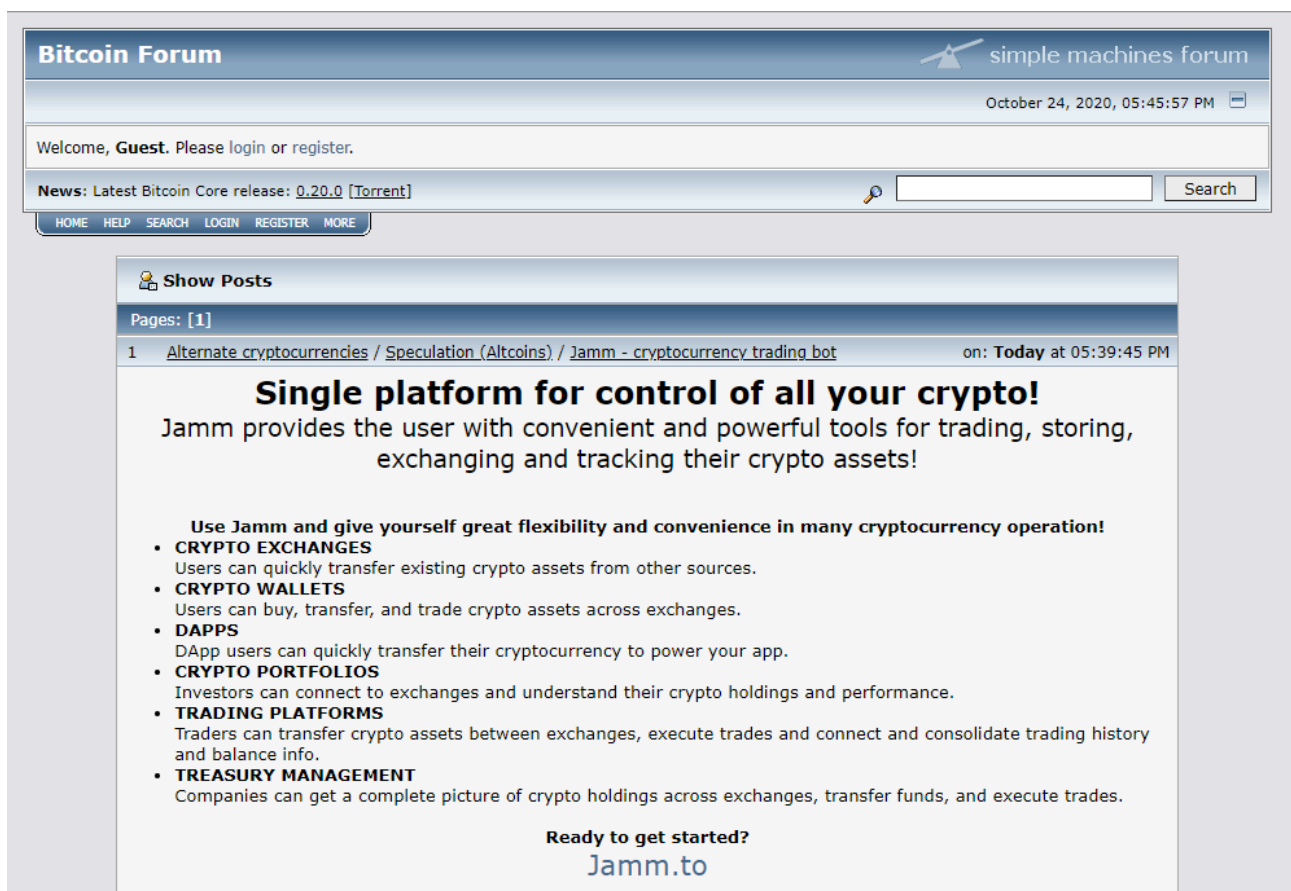 Bitcoin Forum
simple machines forum
October 24, 2020, 05:45:57 PM
Welcome, Guest. Please login or register.
News: Latest Bitcoin Core release: 0.20.0 [Torrent]
Search
HOME HELP SEARCH LOGIN REGISTER MORE
Show Posts
Pages: [1]
1 Alternate cryptocurrencies / Speculation (Altcoins) / Jamm - cryptocurrency trading bot on: Today at 05:39:45 PM
Single platform for control of all your crypto!
Jamm provides the user with convenient and powerful tools for trading, storing,
exchanging and tracking their crypto assets!
Use Jamm and give yourself great flexibility and convenience in many cryptocurrency operation!
• CRYPTO EXCHANGES
Users can quickly transfer existing crypto assets from other sources.
• CRYPTO WALLETS
Users can buy, transfer, and trade crypto assets across exchanges.
• DAPPS
DApp users can quickly transfer their cryptocurrency to power your app.
• CRYPTO PORTFOLIOS
Investors can connect to exchanges and understand their crypto holdings and performance.
• TRADING PLATFORMS
Traders can transfer crypto assets between exchanges, execute trades and connect and consolidate trading history
and balance info.
• TREASURY MANAGEMENT
Companies can get a complete picture of crypto holdings across exchanges, transfer funds, and execute trades.
Ready to get started?
Jamm.to